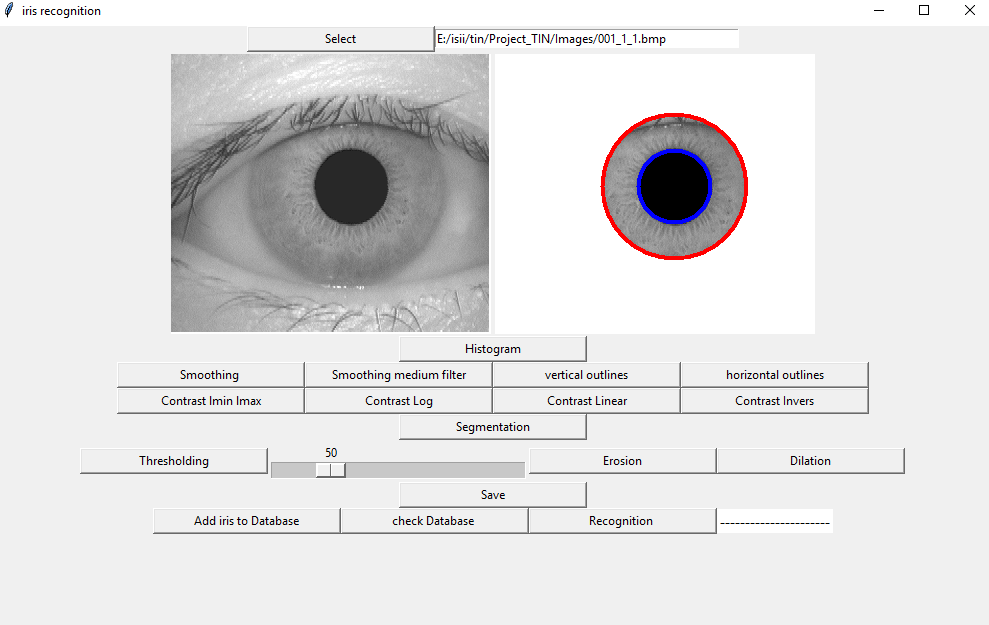 iris recognition
Select E:/isii/tin/Project_TIN/Images/001_1_1.bmp
Histogram
Smoothing Smoothing medium filter vertical outlines horizontal outlines
Contrast Imin Imax Contrast Log Contrast Linear Contrast Invers
Segmentation
50
Thresholding Erosion Dilation
Save
Add iris to Database check Database Recognition ----------------------